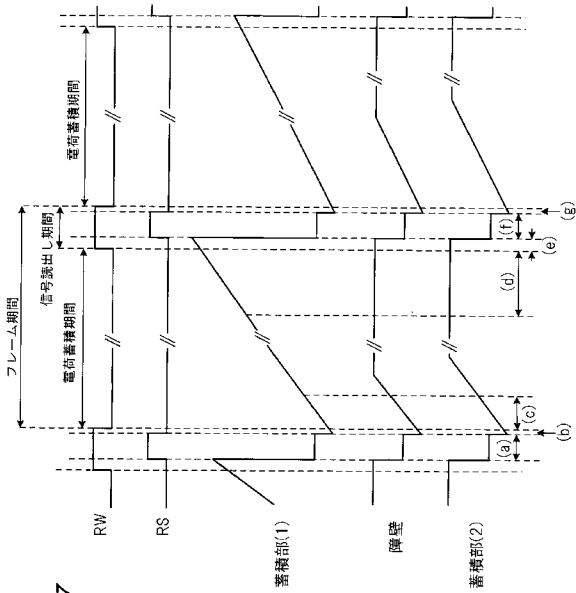 フレーム期間
信号読出し期間
電荷蓄積期間
電荷蓄積期間
RW
RS
蓄積部(1)
障壁
蓄積部(2)
(a)
(b)
(c)
(d)
(e)
(f)
(g)
7